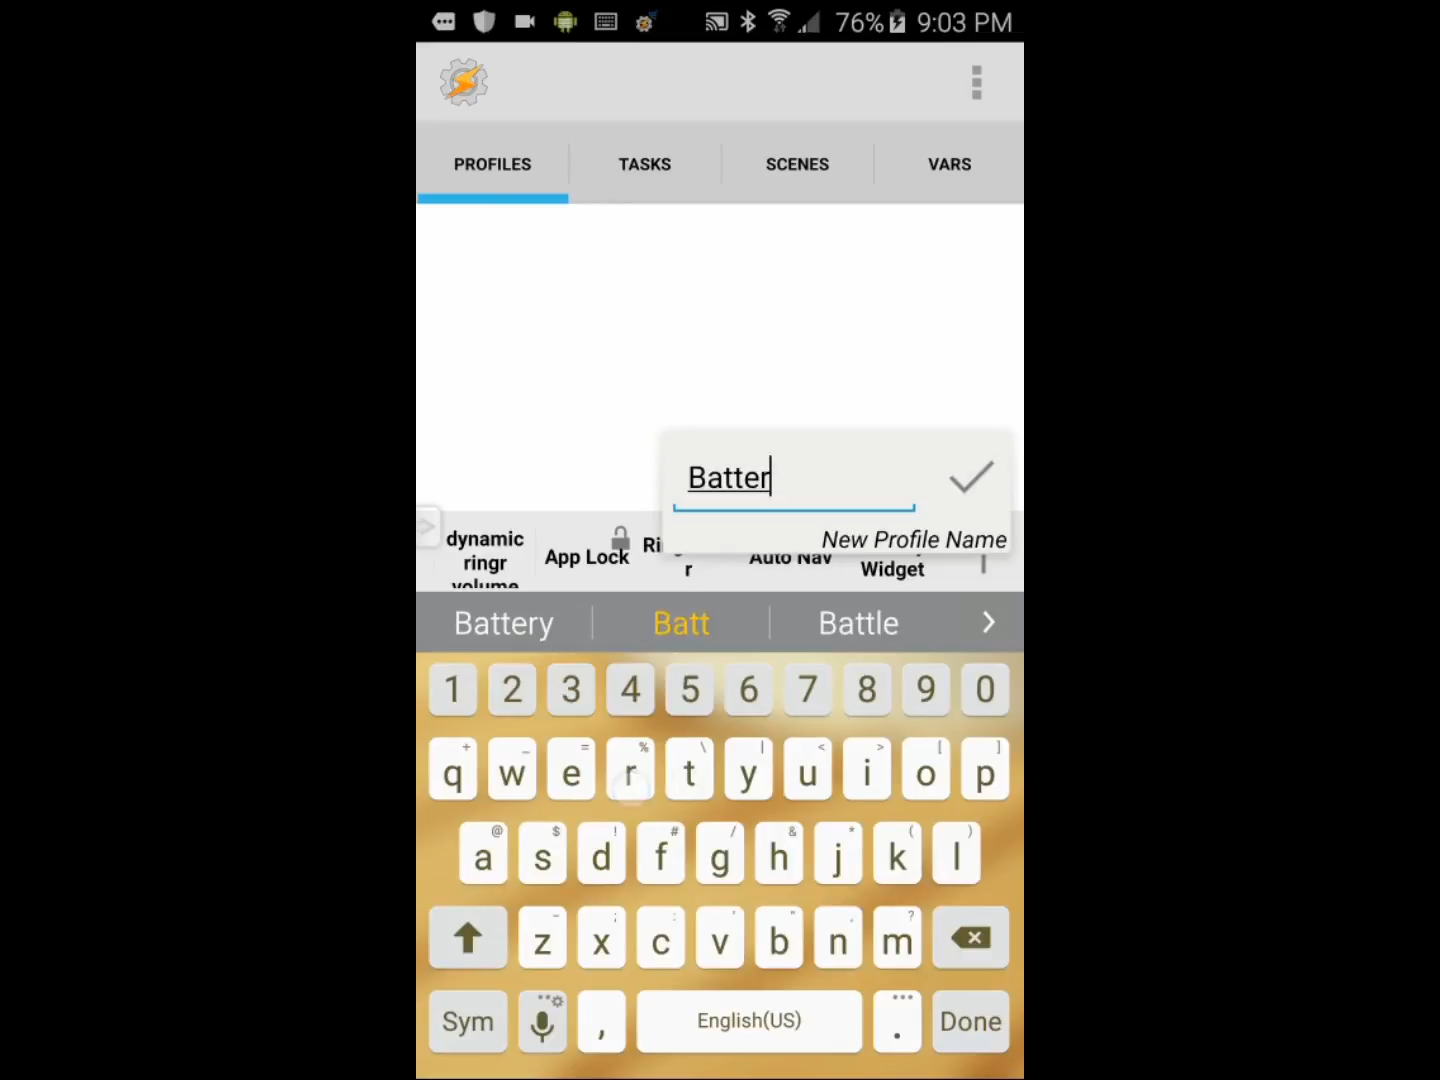 76% 9:03 PM
PROFILES TASKS SCENES VARS
Batter
New Profile Name
dynamic
ringr
volume
App Lock
r
Auto Nav
Widget
Battery Batt Battle
1 2 3 4 5 6 7 8 9 0
+ _ = % \ | < > [ ]
q w e r t y u i o p
@ $ ! # / & * ( )
a s d f g h j k l
- ; : ' " , ?
z x c v b n m
Sym , English(US) . Done